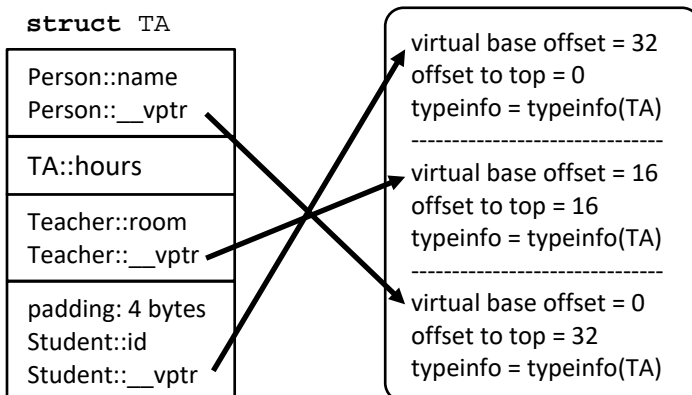 struct TA
Person::name
Person::__vptr
TA::hours
Teacher::room
Teacher::__vptr
padding: 4 bytes
Student::id
Student::__vptr
virtual base offset = 32
offset to top = 0
typeinfo = typeinfo(TA)
------------------------------
virtual base offset = 16
offset to top = 16
typeinfo = typeinfo(TA)
------------------------------
virtual base offset = 0
offset to top = 32
typeinfo = typeinfo(TA)